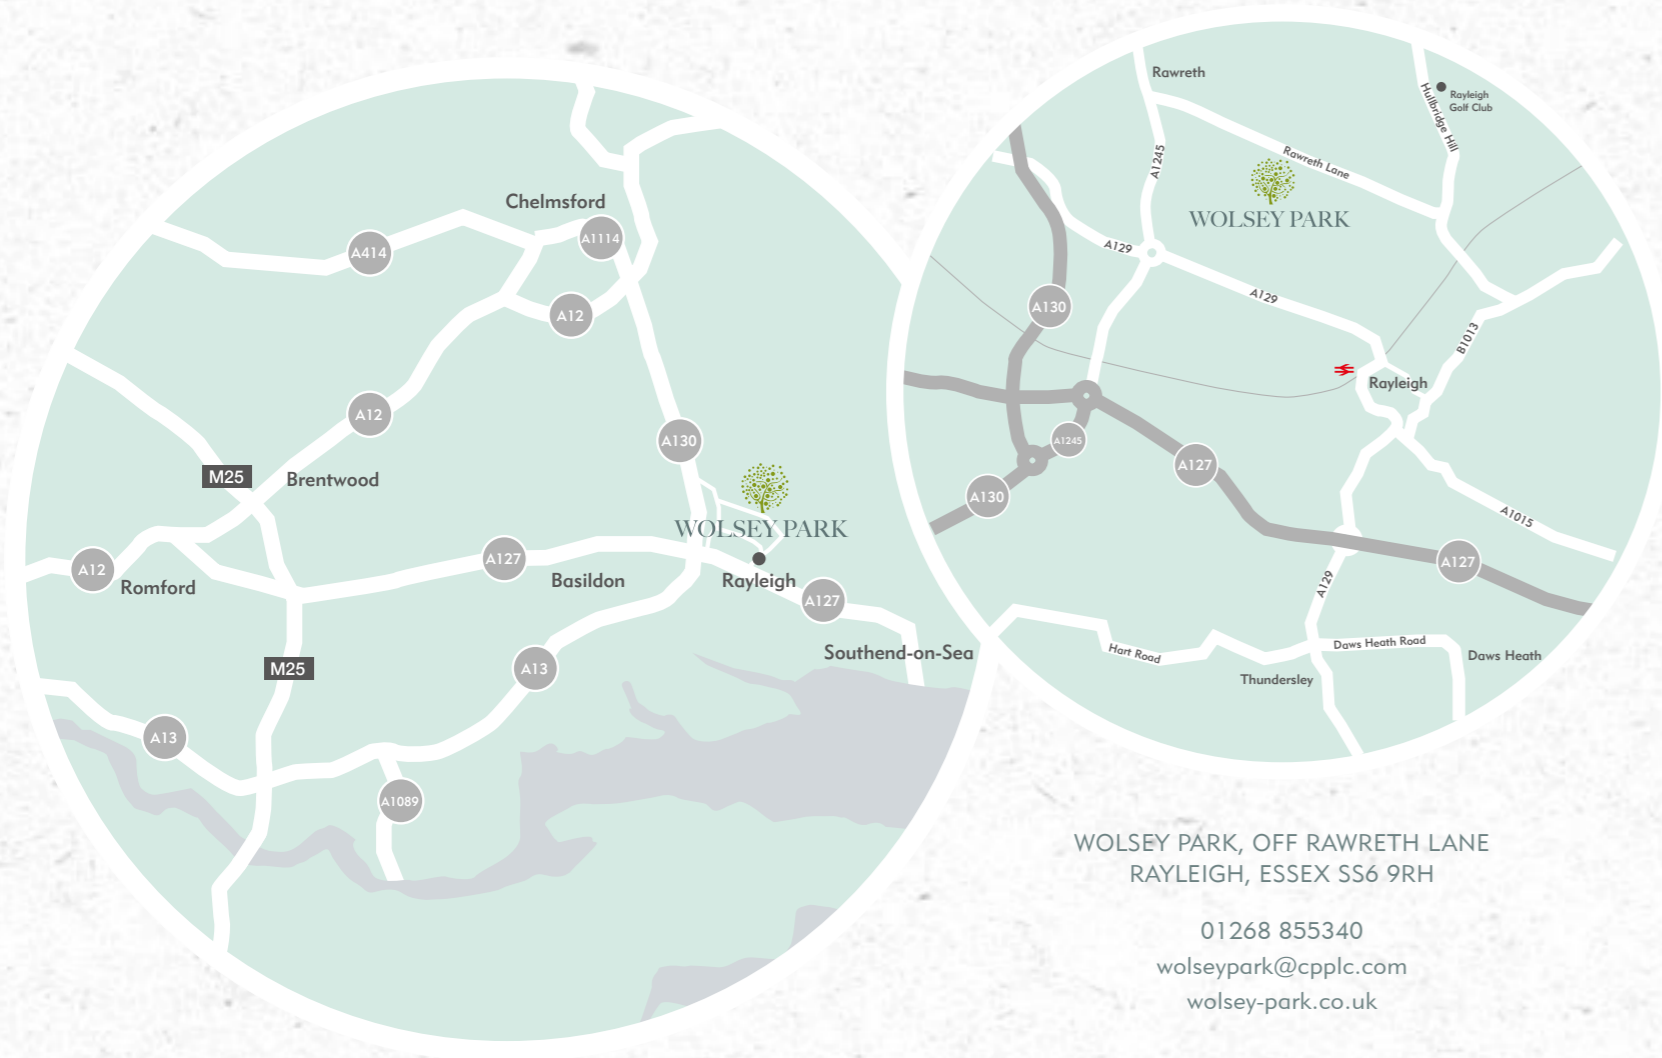 Chelmsford
A1114
A414
A12
A12
A130
M25
Brentwood
WOLSEY PARK
A127
A12
Romford
Basildon
Rayleigh
A127
Southend-on-Sea
M25
A13
A13
A1089
Rawreth
Rayleigh
Golf Club
Hullbridge Hill
A1245
Rawreth Lane
WOLSEY PARK
A129
A129
A130
B1013
Rayleigh
A1245
A127
A130
A1015
A127
A129
Hart Road
Daws Heath Road
Daws Heath
Thundersley
WOLSEY PARK, OFF RAWRETH LANE
RAYLEIGH, ESSEX SS6 9RH
01268 855340
wolseypark@cpplc.com
wolsey-park.co.uk